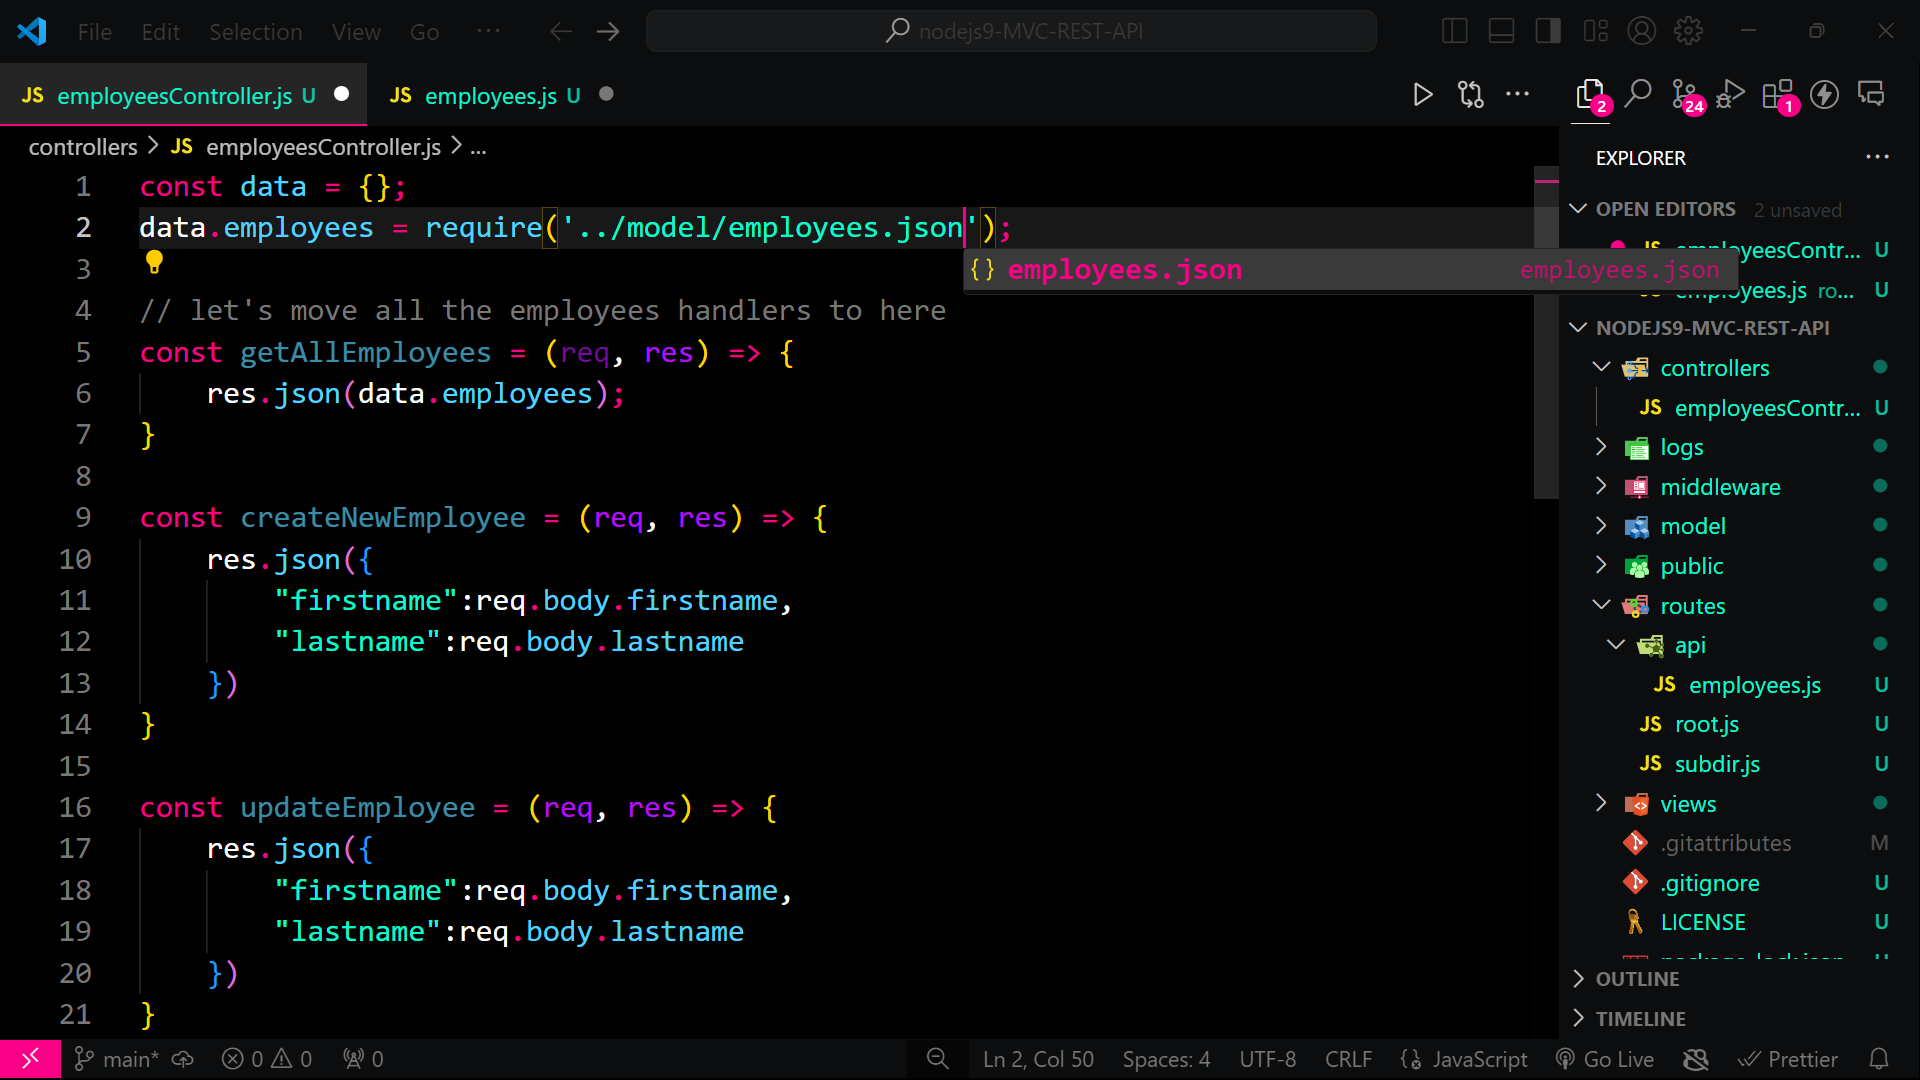 File Edit Selection View Go ··· nodejs9-MVC-REST-API
JS employeesController.js U JS employees.js U
2 24 1
controllers > JS employeesController.js > ...
1 const data = {};
2 data.employees = require('../model/employees.json');
{} employees.json employees.json
3
4 // let's move all the employees handlers to here
5 const getAllEmployees = (req, res) => {
6 res.json(data.employees);
7 }
8
9 const createNewEmployee = (req, res) => {
10 res.json({
11 "firstname":req.body.firstname,
12 "lastname":req.body.lastname
13 })
14 }
15
16 const updateEmployee = (req, res) => {
17 res.json({
18 "firstname":req.body.firstname,
19 "lastname":req.body.lastname
20 })
21 }
EXPLORER ···
OPEN EDITORS 2 unsaved
yeesContr... U
employees.js ro... U
NODEJS9-MVC-REST-API
controllers
JS employeesContr... U
logs
middleware
model
public
routes
api
JS employees.js U
JS root.js U
JS subdir.js U
views
.gitattributes M
.gitignore U
LICENSE U
OUTLINE
TIMELINE
main* 0 0 0 Ln 2, Col 50 Spaces: 4 UTF-8 CRLF {} JavaScript Go Live Prettier